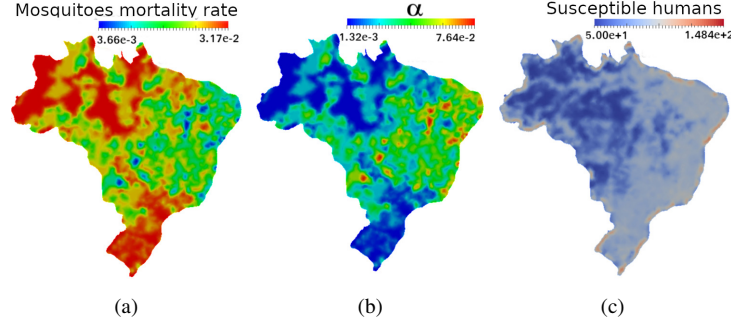 Mosquitoes mortality rate
3.66e-3 3.17e-2
α
1.32e-3 7.64e-2
Susceptible humans
5.00e+1 1.484e+2
(a) (b) (c)